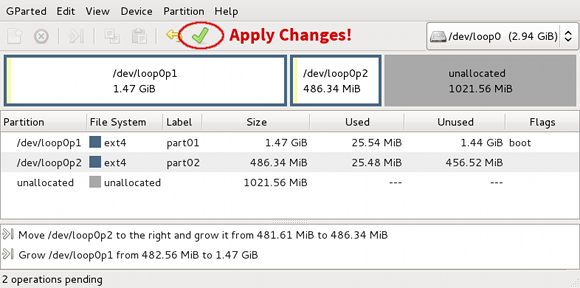 GParted Edit View Device Partition Help
Apply Changes!
/dev/loop0 (2.94 GiB)
/dev/loop0p1
1.47 GiB
/dev/loop0p2
486.34 MiB
unallocated
1021.56 MiB
Partition File System Label Size Used Unused Flags
/dev/loop0p1 ext4 part01 1.47 GiB 25.54 MiB 1.44 GiB boot
/dev/loop0p2 ext4 part02 486.34 MiB 25.48 MiB 456.52 MiB
unallocated unallocated 1021.56 MiB --- ---
Move /dev/loop0p2 to the right and grow it from 481.61 MiB to 486.34 MiB
Grow /dev/loop0p1 from 482.56 MiB to 1.47 GiB
2 operations pending